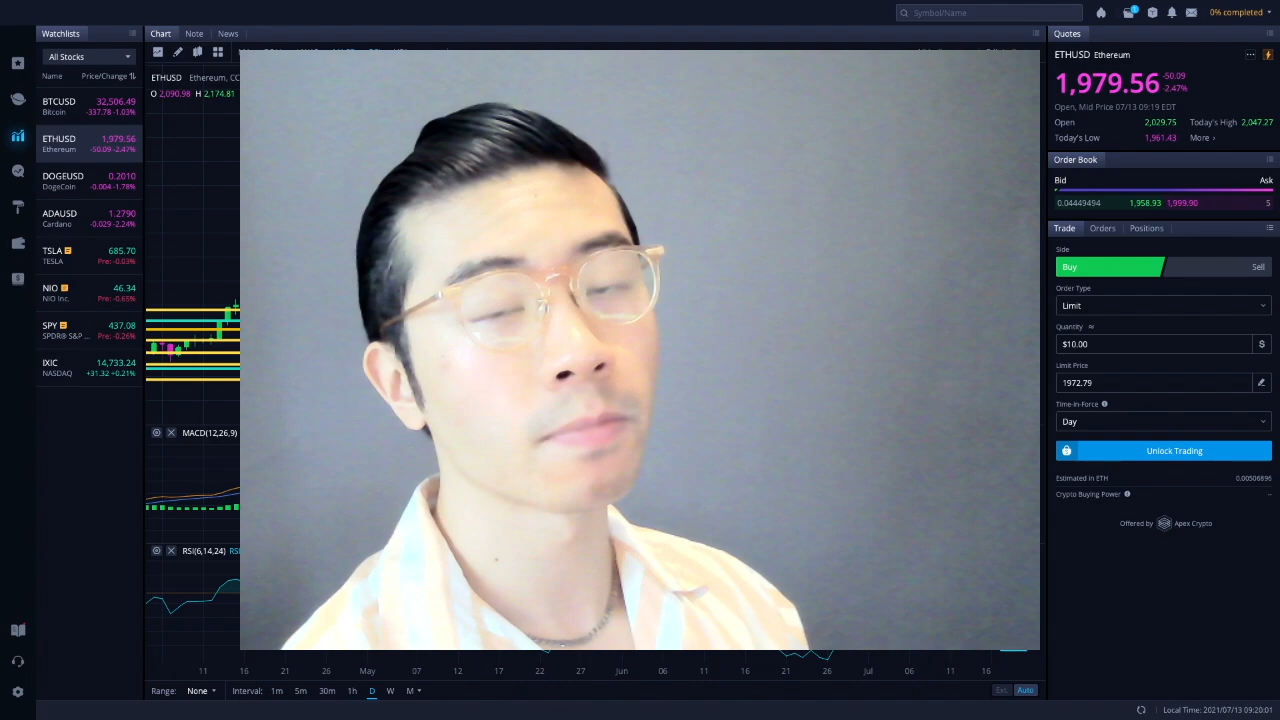 Symbol/Name
1
0% completed
Watchlists
Chart Note News
Quotes
All Stocks
Name Price/Change
BTCUSD 32,506.49
Bitcoin -337.78 -1.03%
ETHUSD 1,979.56
Ethereum -50.09 -2.47%
DOGEUSD 0.2010
DogeCoin -0.004 -1.78%
ADAUSD 1.2790
Cardano -0.029 -2.24%
TSLA 685.70
TESLA Pre: -0.03%
NIO 46.34
NIO Inc. Pre: -0.65%
SPY 437.08
SPDR® S&P ... Pre: -0.26%
IXIC 14,733.24
NASDAQ +31.32 +0.21%
ETHUSD Ethereum, CC
O 2,090.98 H 2,174.81
MACD(12,26,9)
RSI(6,14,24) RSI
11 16 21 26 May 07 12 17 22 27 Jun 06 11 16 21 26 Jul 06 11 16
Range: None Interval: 1m 5m 30m 1h D W M
Ext. Auto
ETHUSD Ethereum
1,979.56 -50.09
-2.47%
Open, Mid Price 07/13 09:19 EDT
Open 2,029.75 Today's High 2,047.27
Today's Low 1,961.43 More ›
Order Book
Bid Ask
0.04449494 1,958.93 1,999.90 5
Trade Orders Positions
Side
Buy Sell
Order Type
Limit
Quantity
$10.00 $
Limit Price
1972.79
Time-In-Force
Day
Unlock Trading
Estimated in ETH 0.00506896
Crypto Buying Power --
Offered by Apex Crypto
Local Time: 2021/07/13 09:20:01